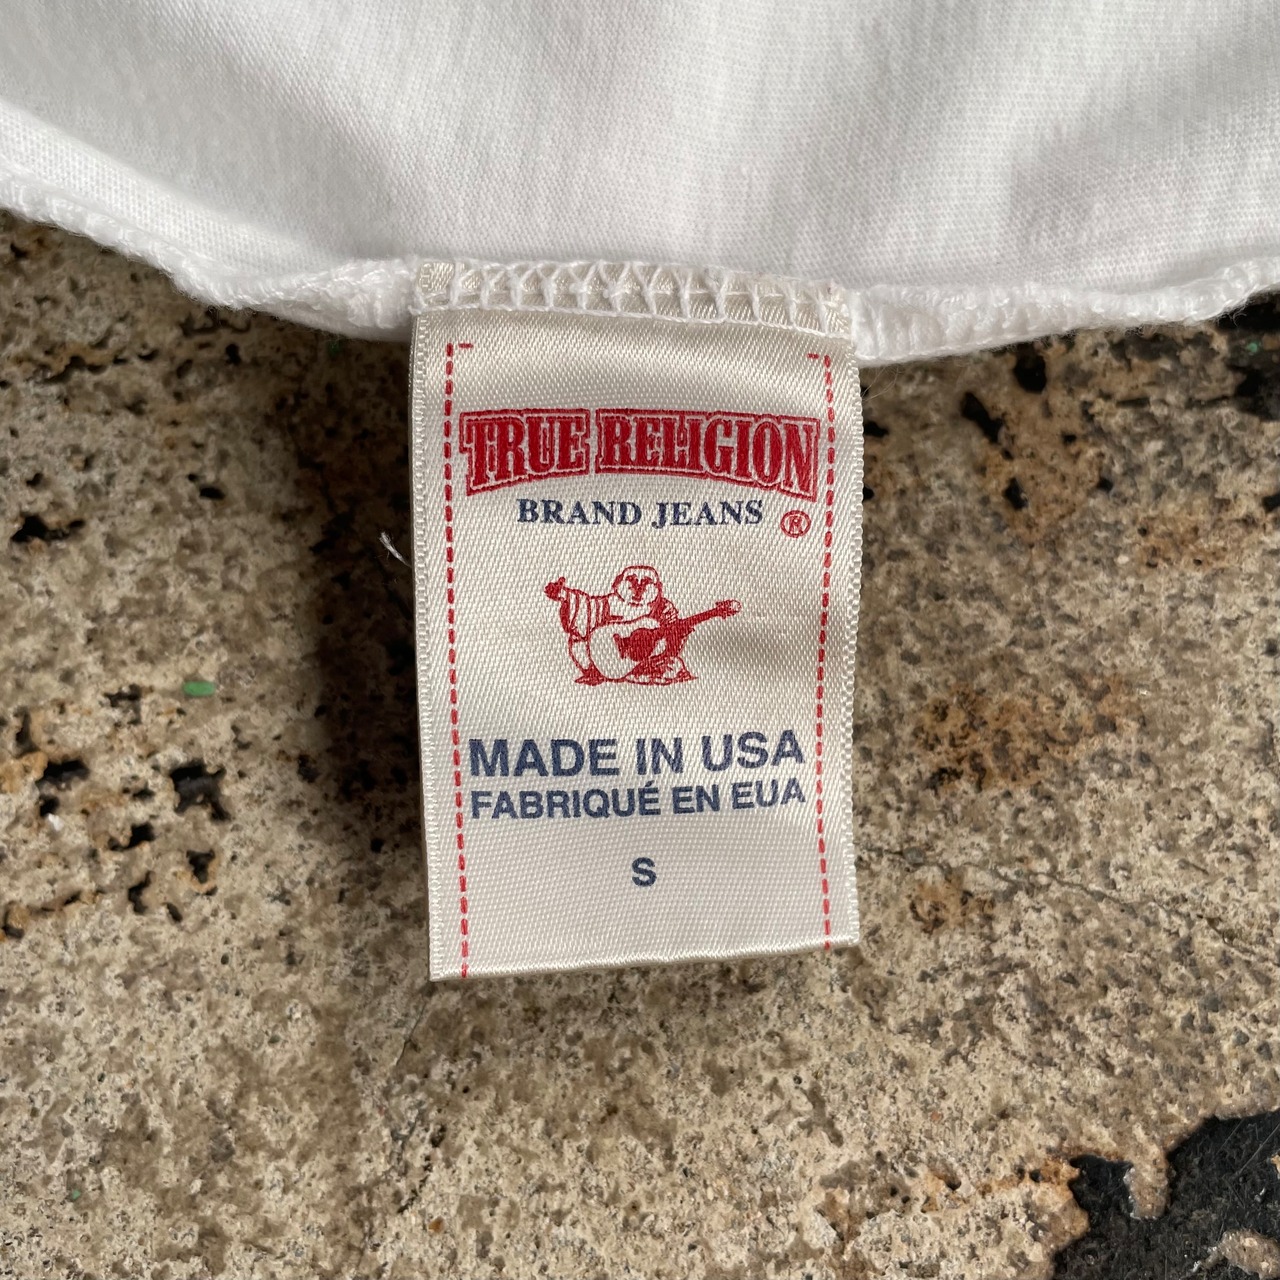 TRUE RELIGION
BRAND JEANS ®
MADE IN USA
FABRIQUÉ EN EUA
S